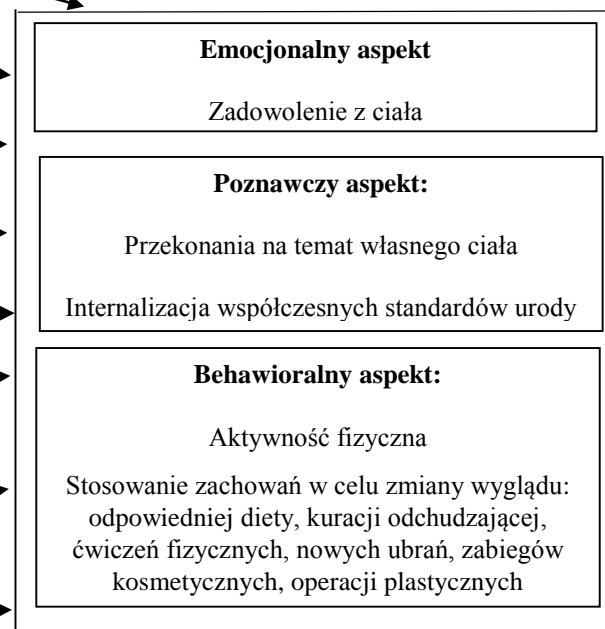 Emocjonalny aspekt
Zadowolenie z ciała
Poznawczy aspekt:
Przekonania na temat własnego ciała
Internalizacja współczesnych standardów urody
Behawioralny aspekt:
Aktywność fizyczna
Stosowanie zachowań w celu zmiany wyglądu:
odpowiedniej diety, kuracji odchudzającej,
ćwiczeń fizycznych, nowych ubrań, zabiegów
kosmetycznych, operacji plastycznych